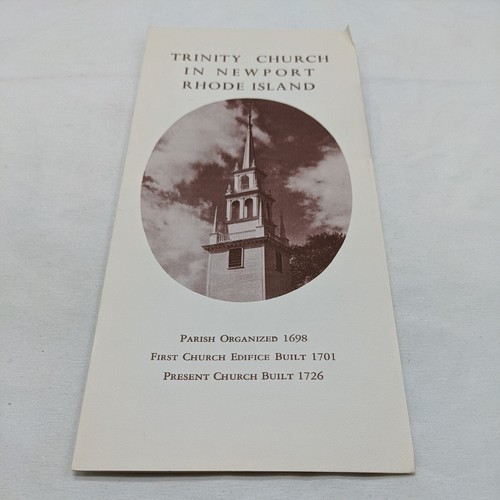 TRINITY CHURCH
IN NEWPORT
RHODE ISLAND
PARISH ORGANIZED 1698
FIRST CHURCH EDIFICE BUILT 1701
PRESENT CHURCH BUILT 1726